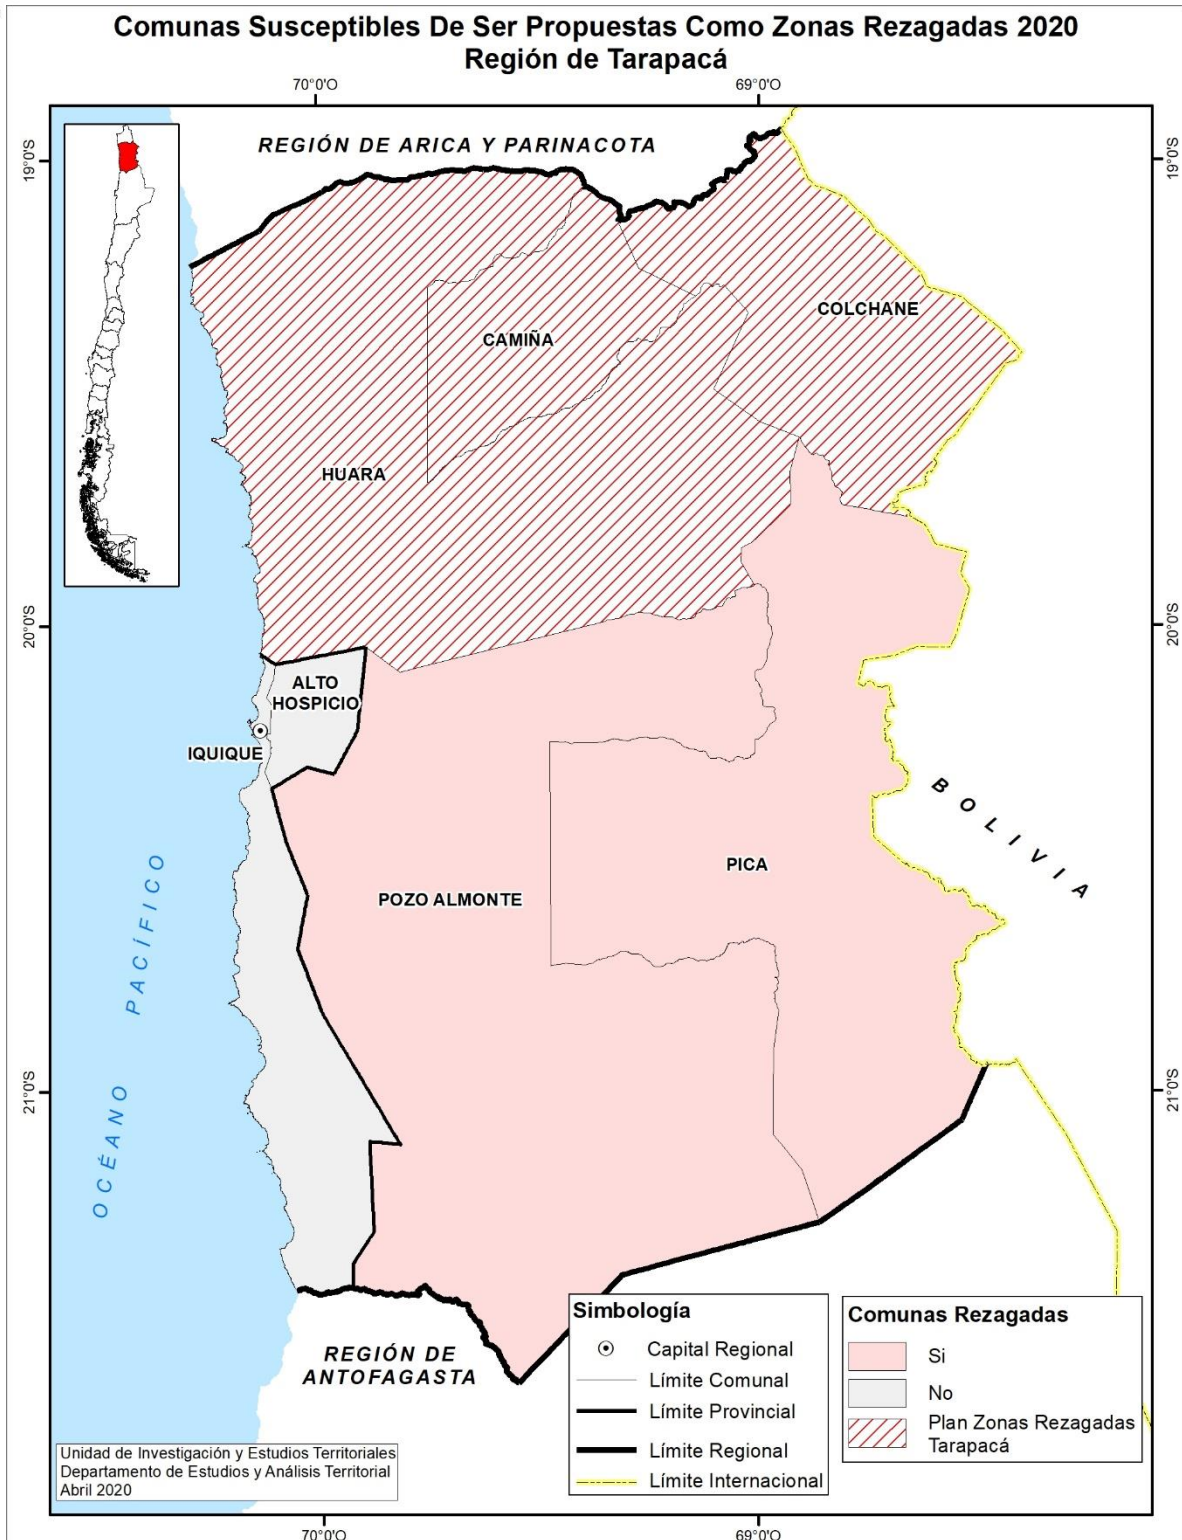 Comunas Susceptibles De Ser Propuestas Como Zonas Rezagadas 2020
Región de Tarapacá
70°0'O
69°0'O
19°0'S
19°0'S
REGIÓN DE ARICA Y PARINACOTA
COLCHANE
CAMIÑA
HUARA
20°0'S
20°0'S
ALTO
HOSPICIO
IQUIQUE
BOLIVIA
PICA
POZO ALMONTE
OCÉANO PACÍFICO
21°0'S
21°0'S
REGIÓN DE
ANTOFAGASTA
Simbología
Capital Regional
Límite Comunal
Límite Provincial
Límite Regional
Límite Internacional
Comunas Rezagadas
Si
No
Plan Zonas Rezagadas
Tarapacá
Unidad de Investigación y Estudios Territoriales
Departamento de Estudios y Análisis Territorial
Abril 2020
70°0'O
69°0'O